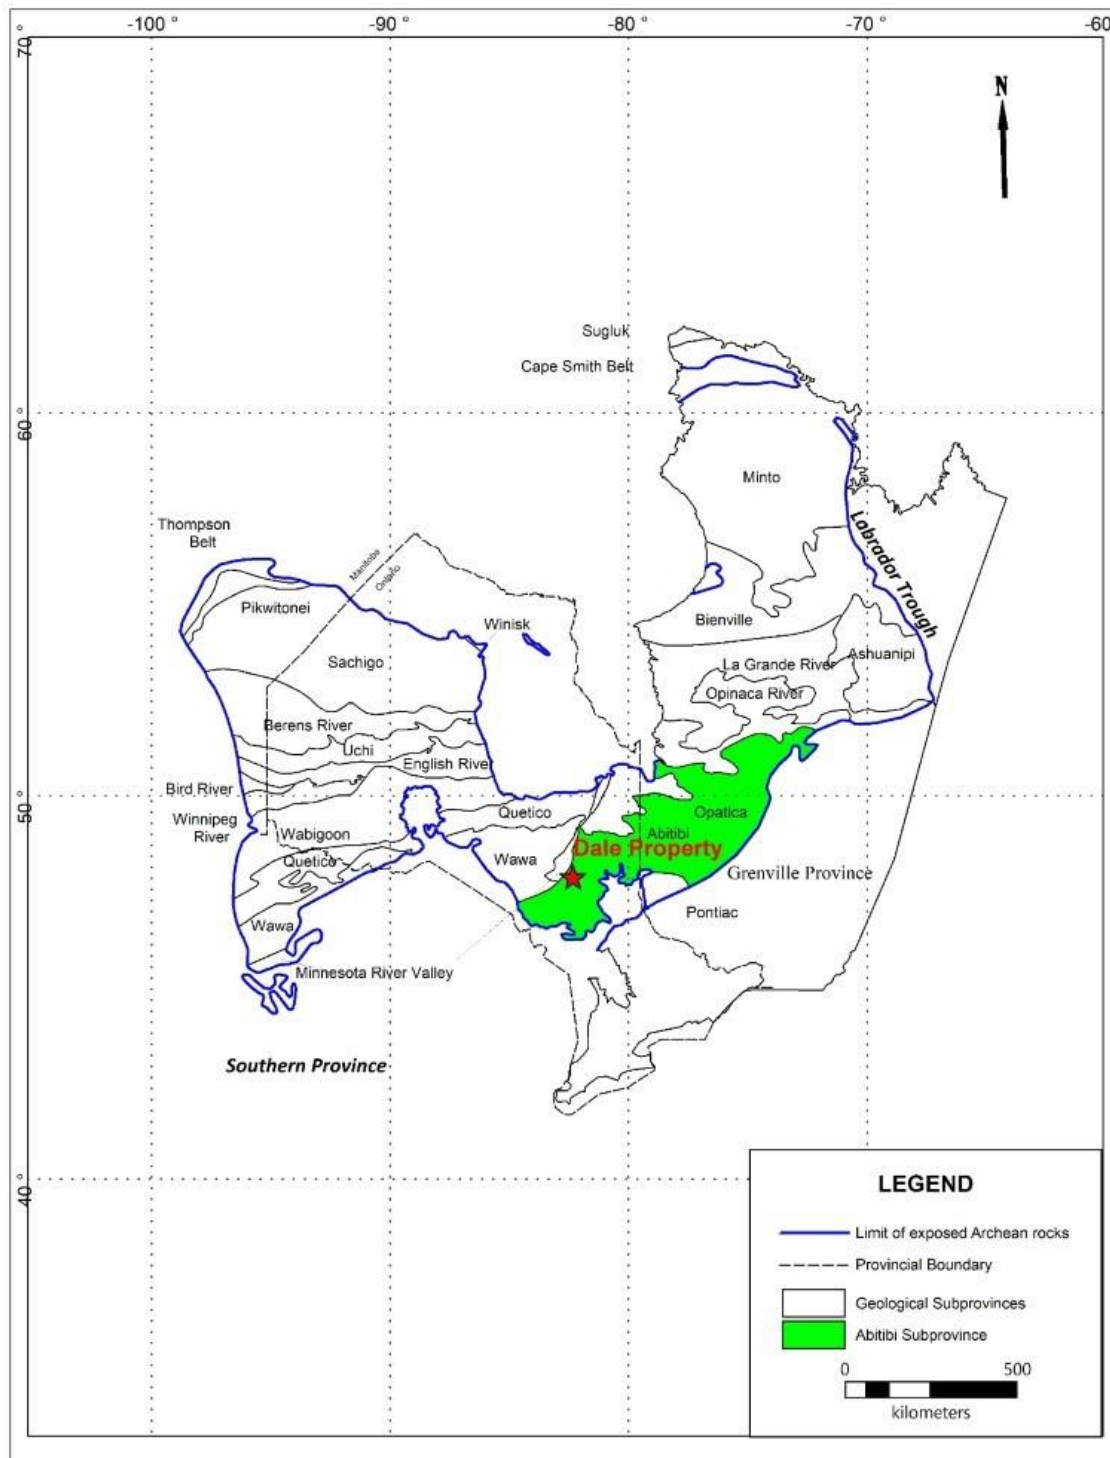 -100 °
-90 °
-80 °
-70 °
-60
70 °
N
Sugluk
Cape Smith Belt
60 °
Minto
Thompson
Belt
Labrador Trough
Manitoba
Ontario
Pikwitonei
Winisk
Bienville
Sachigo
La Grande River
Ashuanipi
Opinaca River
Berens River
Uchi
English River
50 °
Bird River
Winnipeg
River
Quetico
Opatica
Wabigoon
Abitibi
Dale Property
Quetico
Wawa
Grenville Province
Pontiac
Wawa
Minnesota River Valley
Southern Province
40 °
LEGEND
Limit of exposed Archean rocks
Provincial Boundary
Geological Subprovinces
Abitibi Subprovince
0 500
kilometers